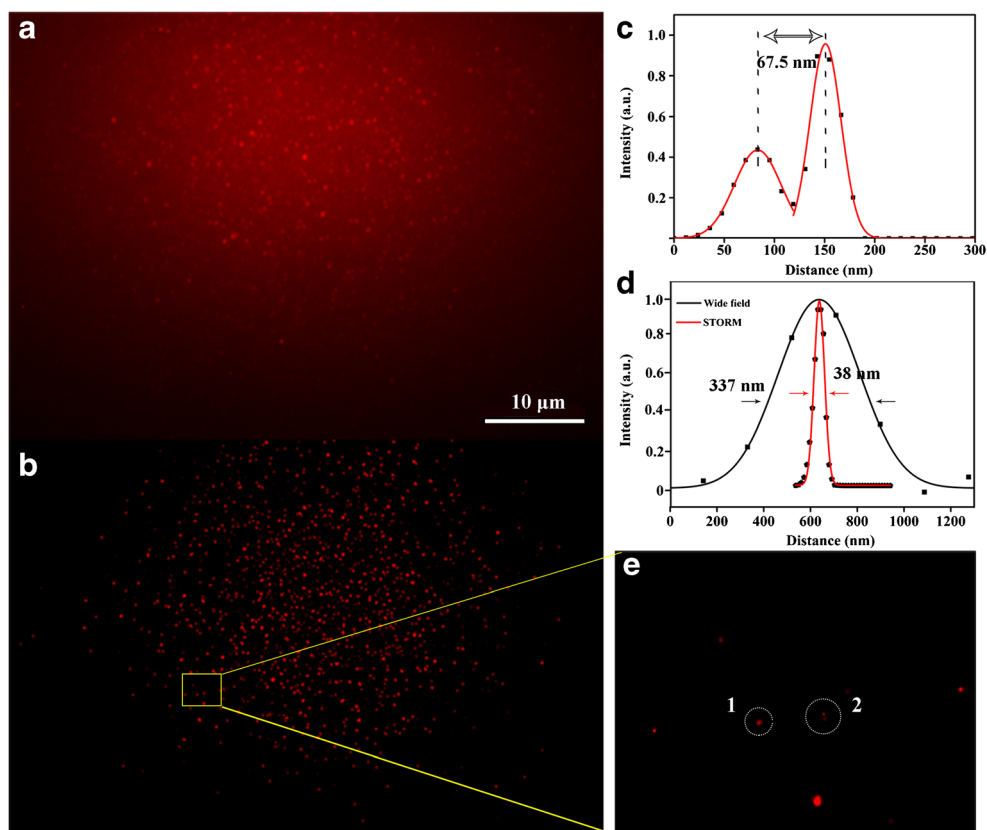 a
10 µm
b
c
67.5 nm
1.0
0.8
0.6
0.4
0.2
Intensity (a.u.)
0 50 100 150 200 250 300
Distance (nm)
d
Wide field
STORM
337 nm
38 nm
1.0
0.8
0.6
0.4
0.2
0
Intensity (a.u.)
0 200 400 600 800 1000 1200
Distance (nm)
e
1
2